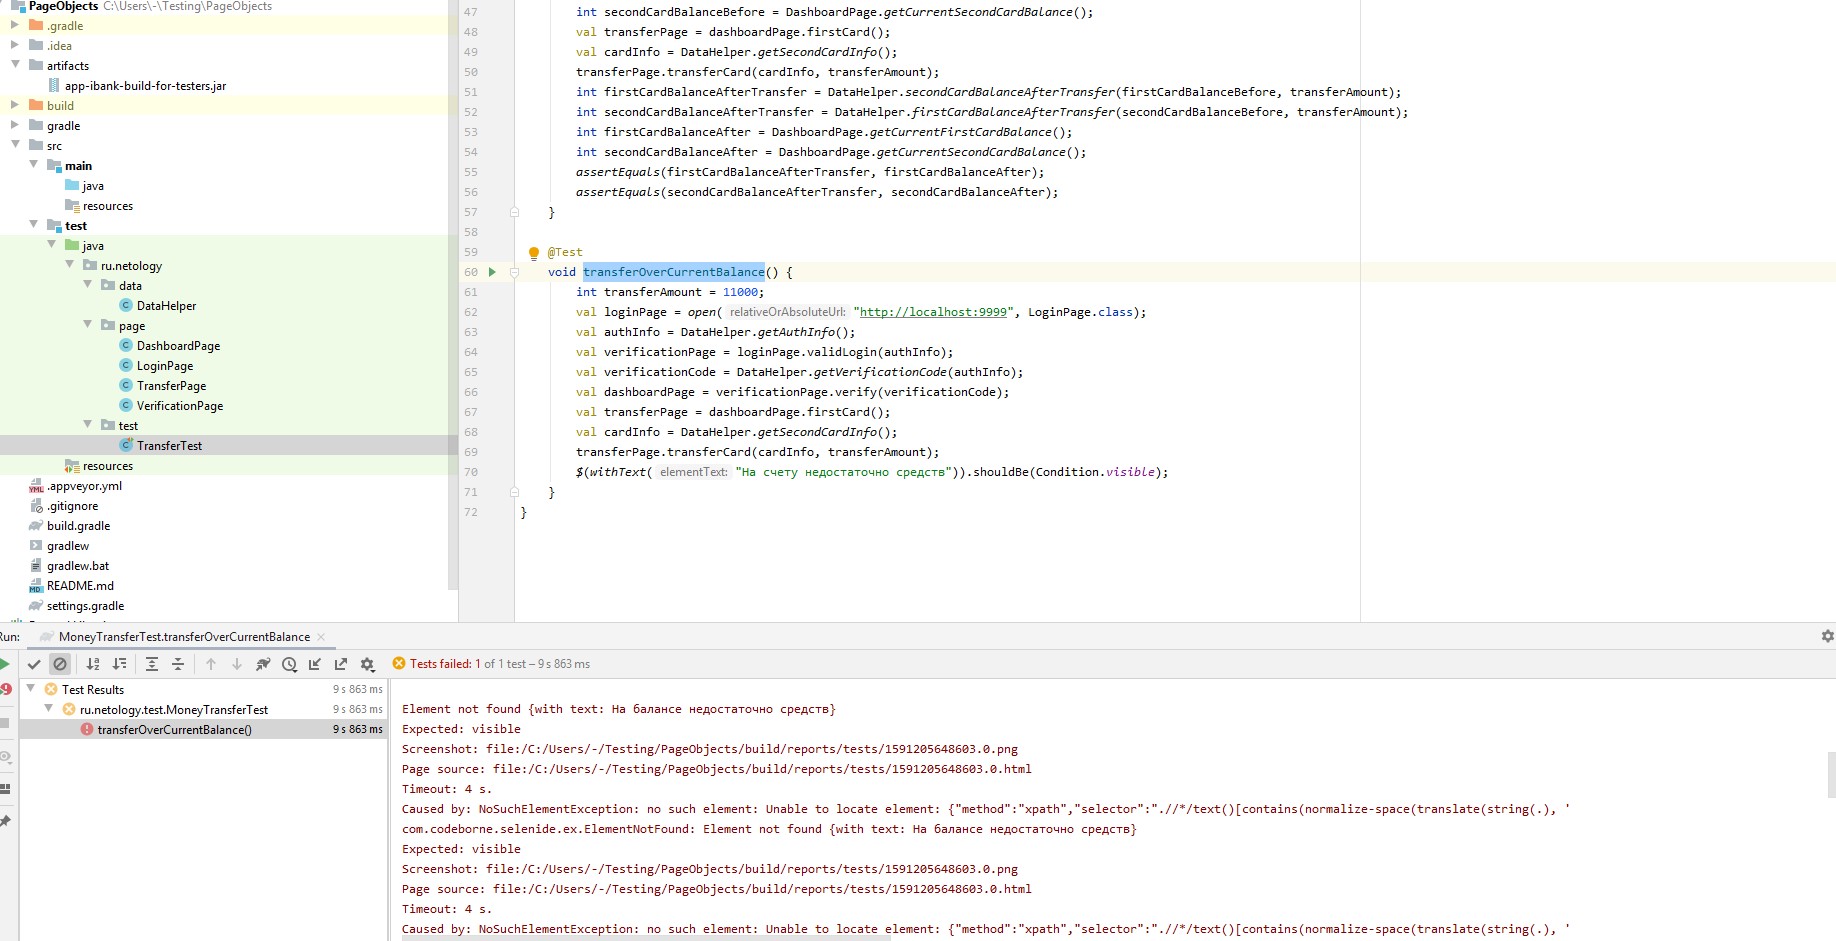 PageObjects C:\Users\-\Testing\PageObjects
.gradle
.idea
artifacts
app-ibank-build-for-testers.jar
build
gradle
src
main
java
resources
test
java
ru.netology
data
DataHelper
page
DashboardPage
LoginPage
TransferPage
VerificationPage
test
TransferTest
resources
.appveyor.yml
.gitignore
build.gradle
gradlew
gradlew.bat
README.md
settings.gradle
47 int secondCardBalanceBefore = DashboardPage.getCurrentSecondCardBalance();
48 val transferPage = dashboardPage.firstCard();
49 val cardInfo = DataHelper.getSecondCardInfo();
50 transferPage.transferCard(cardInfo, transferAmount);
51 int firstCardBalanceAfterTransfer = DataHelper.secondCardBalanceAfterTransfer(firstCardBalanceBefore, transferAmount);
52 int secondCardBalanceAfterTransfer = DataHelper.firstCardBalanceAfterTransfer(secondCardBalanceBefore, transferAmount);
53 int firstCardBalanceAfter = DashboardPage.getCurrentFirstCardBalance();
54 int secondCardBalanceAfter = DashboardPage.getCurrentSecondCardBalance();
55 assertEquals(firstCardBalanceAfterTransfer, firstCardBalanceAfter);
56 assertEquals(secondCardBalanceAfterTransfer, secondCardBalanceAfter);
57 }
58
59 @Test
60 void transferOverCurrentBalance() {
61 int transferAmount = 11000;
62 val loginPage = open( relativeOrAbsoluteUrl: "http://localhost:9999", LoginPage.class);
63 val authInfo = DataHelper.getAuthInfo();
64 val verificationPage = loginPage.validLogin(authInfo);
65 val verificationCode = DataHelper.getVerificationCode(authInfo);
66 val dashboardPage = verificationPage.verify(verificationCode);
67 val transferPage = dashboardPage.firstCard();
68 val cardInfo = DataHelper.getSecondCardInfo();
69 transferPage.transferCard(cardInfo, transferAmount);
70 $(withText( elementText: "На счету недостаточно средств")).shouldBe(Condition.visible);
71 }
72 }
Run: MoneyTransferTest.transferOverCurrentBalance
Tests failed: 1 of 1 test – 9 s 863 ms
Test Results 9 s 863 ms
ru.netology.test.MoneyTransferTest 9 s 863 ms
transferOverCurrentBalance() 9 s 863 ms
Element not found {with text: На балансе недостаточно средств}
Expected: visible
Screenshot: file:/C:/Users/-/Testing/PageObjects/build/reports/tests/1591205648603.0.png
Page source: file:/C:/Users/-/Testing/PageObjects/build/reports/tests/1591205648603.0.html
Timeout: 4 s.
Caused by: NoSuchElementException: no such element: Unable to locate element: {"method":"xpath","selector":".//*/text()[contains(normalize-space(translate(string(.), '
com.codeborne.selenide.ex.ElementNotFound: Element not found {with text: На балансе недостаточно средств}
Expected: visible
Screenshot: file:/C:/Users/-/Testing/PageObjects/build/reports/tests/1591205648603.0.png
Page source: file:/C:/Users/-/Testing/PageObjects/build/reports/tests/1591205648603.0.html
Timeout: 4 s.
Caused by: NoSuchElementException: no such element: Unable to locate element: {"method":"xpath","selector":".//*/text()[contains(normalize-space(translate(string(.), '